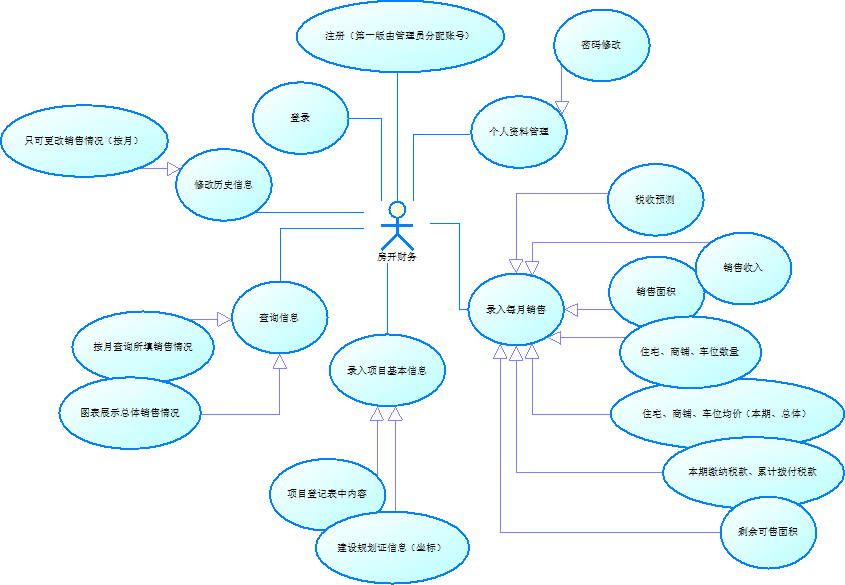 注册（第一版由管理员分配账号）
密码修改
登录
个人资料管理
只可更改销售情况（按月）
修改历史信息
税收预测
房开财务
销售收入
销售面积
查询信息
录入每月销售
按月查询所填销售情况
住宅、商铺、车位数量
录入项目基本信息
图表展示总体销售情况
住宅、商铺、车位均价（本期、总体）
本期缴纳税款、累计拨付税款
项目登记表中内容
剩余可售面积
建设规划证信息（坐标）